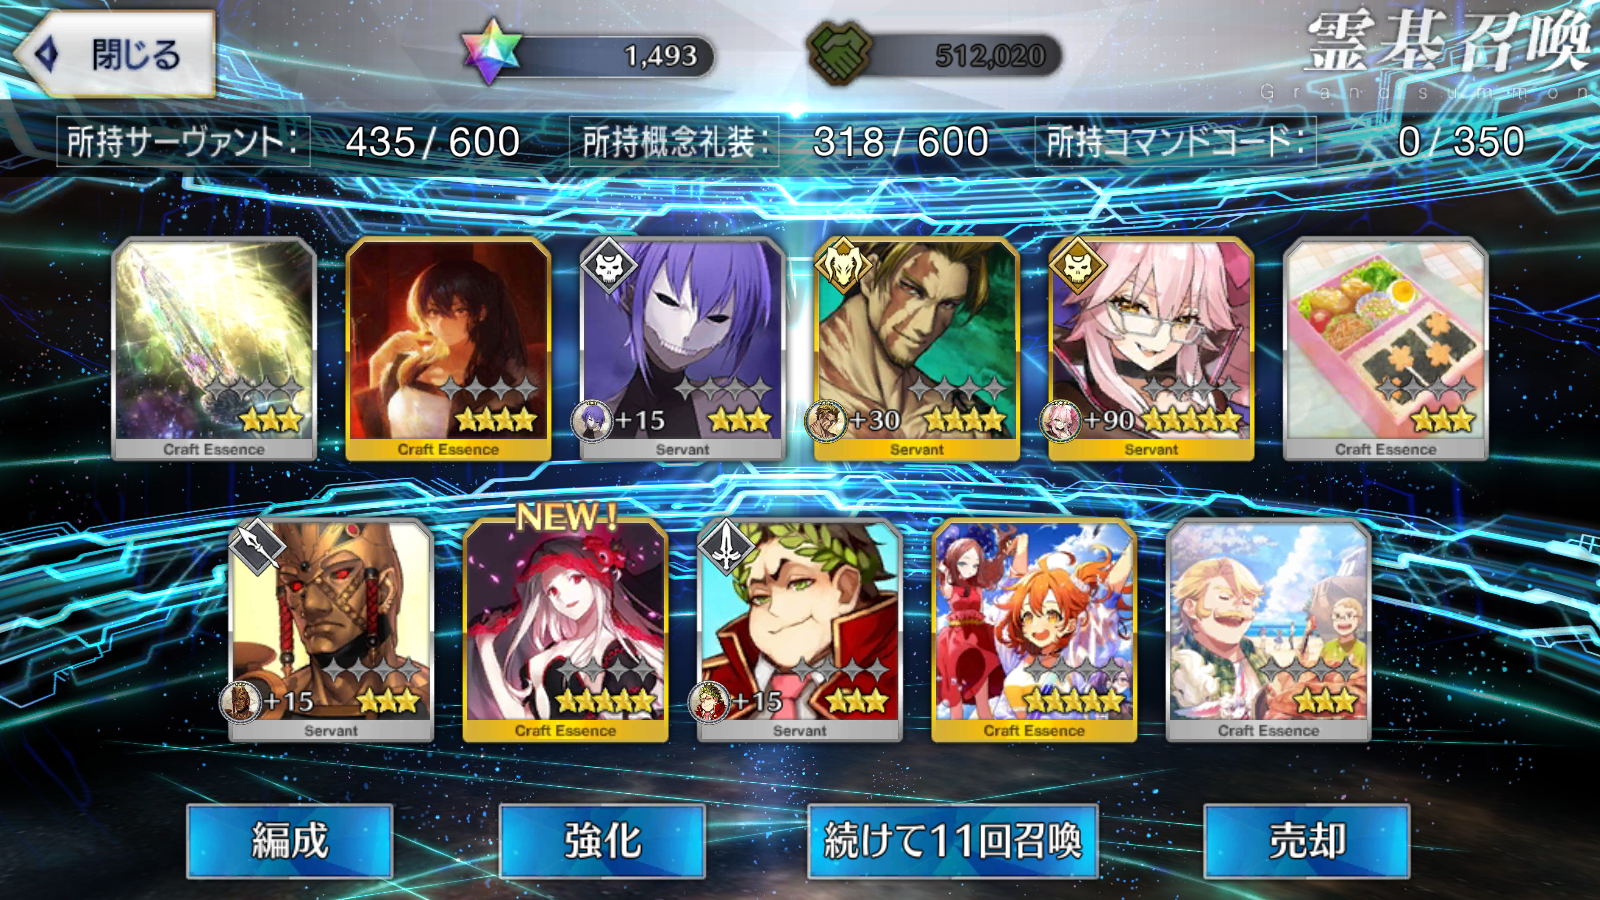 閉じる
1,493
512,020
霊基召喚
Grand summon
所持サーヴァント: 435 / 600
所持概念礼装: 318 / 600
所持コマンドコード: 0 / 350
Craft Essence
Craft Essence
+15
Servant
+30
Servant
+90
Servant
Craft Essence
+15
Servant
NEW!
Craft Essence
+15
Servant
Craft Essence
Craft Essence
編成
強化
続けて11回召喚
売却